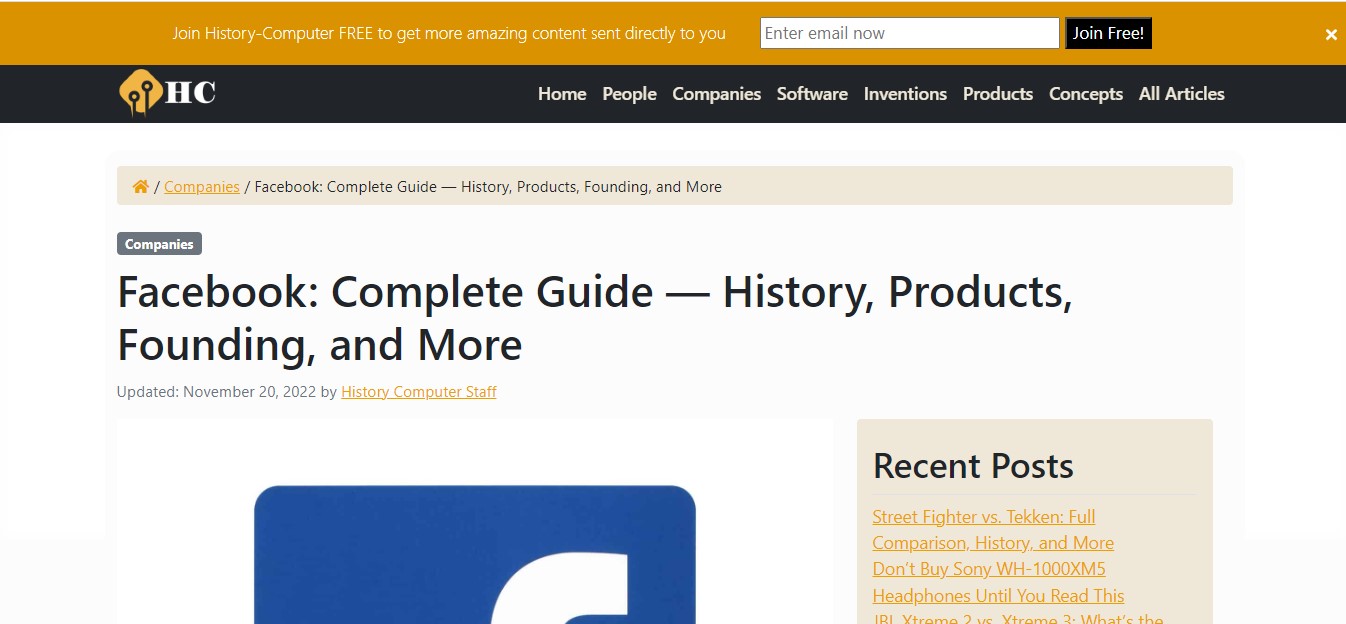 Join History-Computer FREE to get more amazing content sent directly to you
Enter email now
Join Free!
×
HC
Home People Companies Software Inventions Products Concepts All Articles
/ Companies / Facebook: Complete Guide — History, Products, Founding, and More
Companies
Facebook: Complete Guide — History, Products,
Founding, and More
Updated: November 20, 2022 by History Computer Staff
Recent Posts
Street Fighter vs. Tekken: Full
Comparison, History, and More
Don’t Buy Sony WH-1000XM5
Headphones Until You Read This
JBL Xtreme 2 vs. Xtreme 3: What’s the